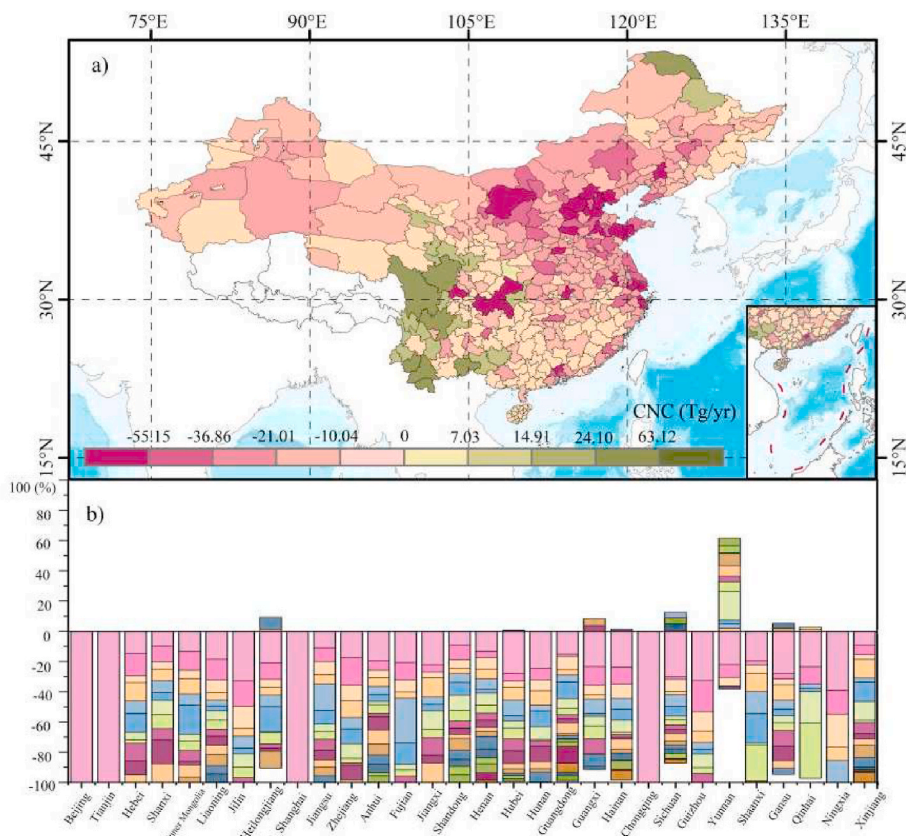 75°E 90°E 105°E 120°E 135°E
a)
45°N 45°N
30°N 30°N
CNC (Tg/yr)
-55.15 -36.86 -21.01 -10.04 0 7.03 14.91 24.10 63.12
15°N 15°N
100 (%)
b)
80
60
40
20
0
-20
-40
-60
-80
-100 -100
Beijing Tianjin Hebei Shanxi Inner Mongolia Liaoning Jilin Heilongjiang Shanghai Jiangsu Zhejiang Anhui Fujian Jiangxi Shandong Henan Hubei Hunan Guangdong Guangxi Hainan Chongqing Sichuan Guizhou Yunnan Shaanxi Gansu Qinhai Ningxia Xinjiang